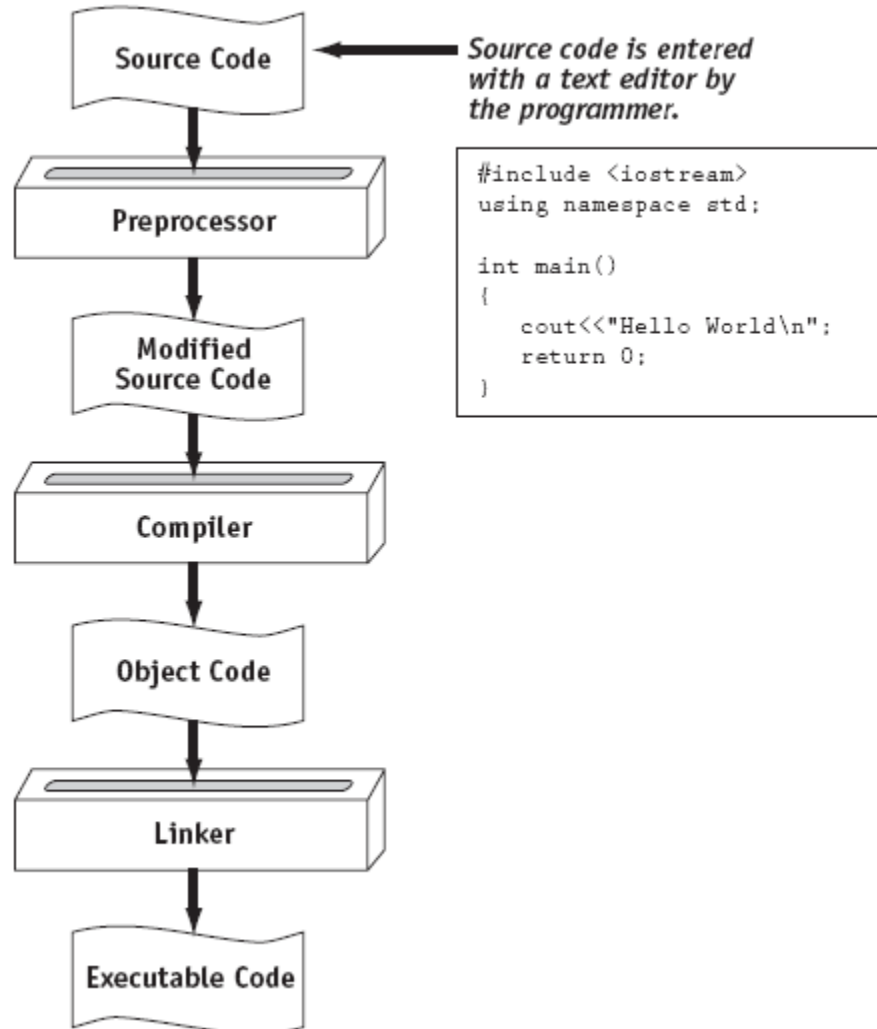 Source Code
Source code is entered
with a text editor by
the programmer.
#include <iostream>
using namespace std;
int main()
{
cout<<"Hello World\n";
return 0;
}
Preprocessor
Modified
Source Code
Compiler
Object Code
Linker
Executable Code